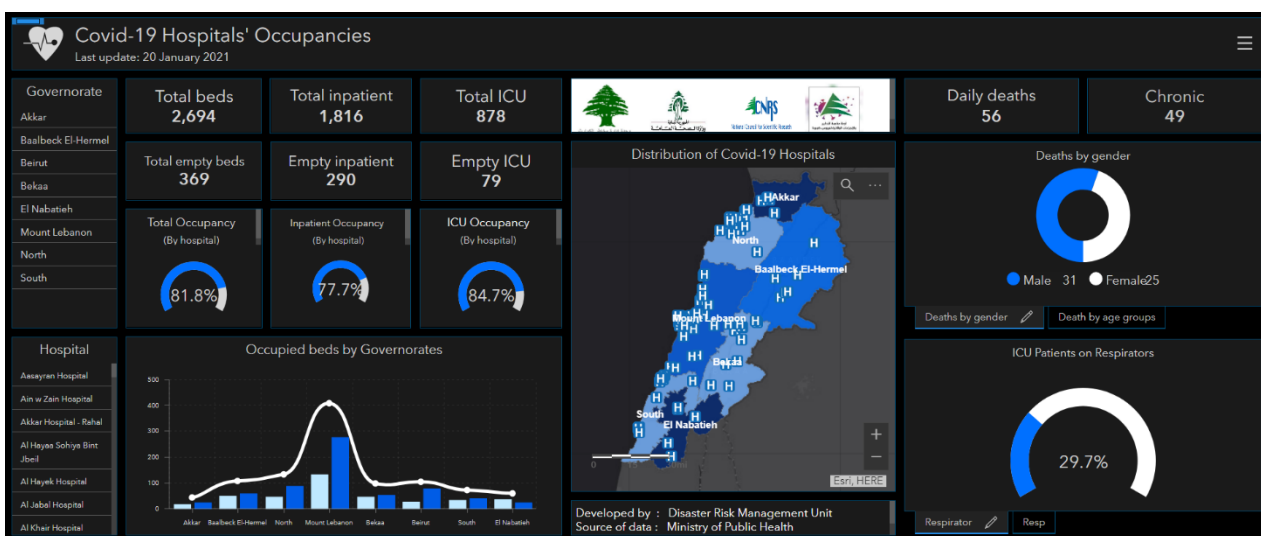 Covid-19 Hospitals' Occupancies
Last update: 20 January 2021
Governorate
Akkar
Baalbeck El-Hermel
Beirut
Bekaa
El Nabatieh
Mount Lebanon
North
South
Total beds
2,694
Total inpatient
1,816
Total ICU
878
Total empty beds
369
Empty inpatient
290
Empty ICU
79
Total Occupancy
(By hospital)
81.8%
Inpatient Occupancy
(By hospital)
77.7%
ICU Occupancy
(By hospital)
84.7%
Hospital
Aasayran Hospital
Ain w Zain Hospital
Akkar Hospital - Rahal
Al Hayaa Sohiya Bint
Jbeil
Al Hayek Hospital
Al Jabal Hospital
Al Khair Hospital
Occupied beds by Governorates
500
400
300
200
100
0
Akkar Baalbeck El-Hermel North Mount Lebanon Bekaa Beirut South El Nabatieh
CNRS
National Council for Scientific Research
Distribution of Covid-19 Hospitals
H
Akkar
North
Baalbeck El-Hermel
Mount Lebanon
Bekaa
South
El Nabatieh
0
Esri, HERE
Developed by : Disaster Risk Management Unit
Source of data : Ministry of Public Health
Daily deaths
56
Chronic
49
Deaths by gender
Male 31 Female 25
Deaths by gender Death by age groups
ICU Patients on Respirators
29.7%
Respirator Resp